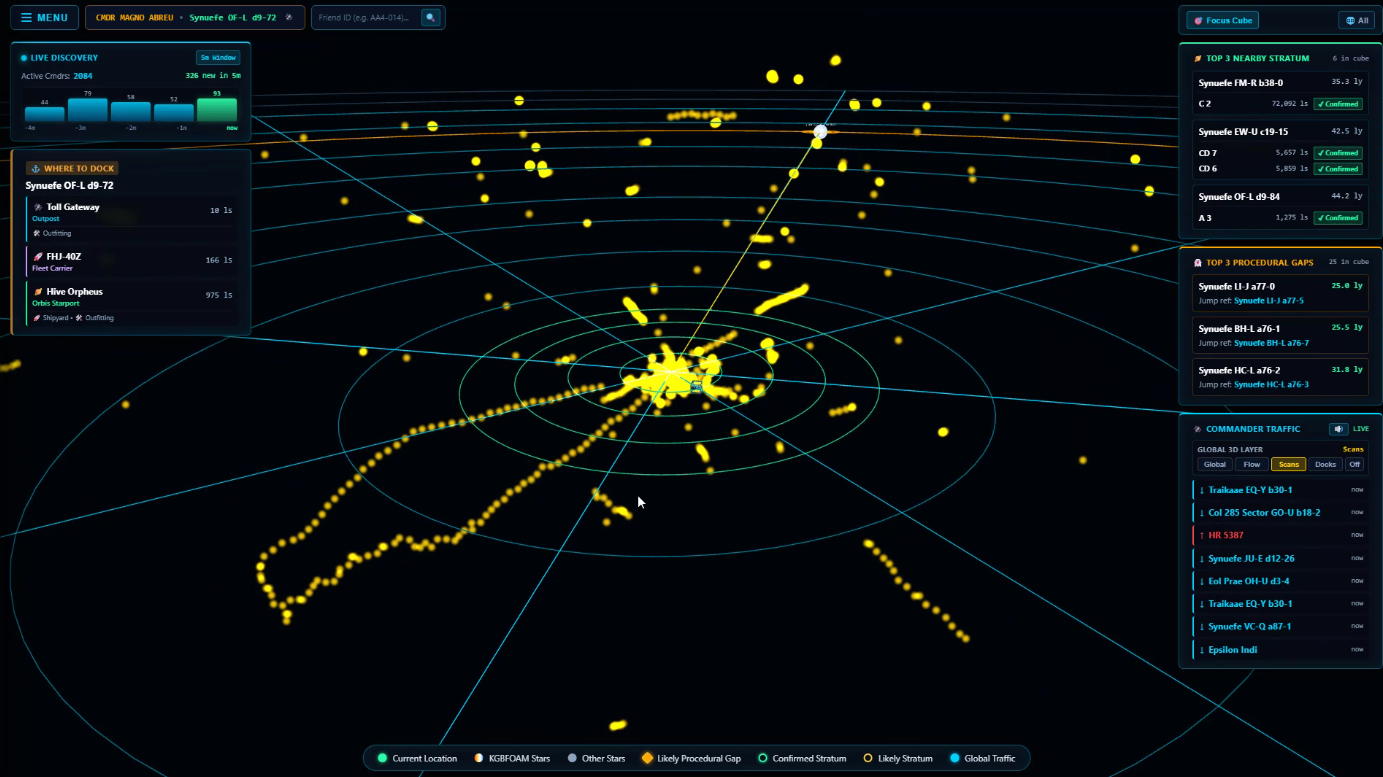 MENU
CMDR MAGNO ABREU • Synuefe OF-L d9-72
Friend ID (e.g. AA4-014)...
Focus Cube
All
LIVE DISCOVERY
5m Window
Active Cmdrs: 2084
326 new in 5m
44 79 58 52 93
-4m -3m -2m -1m now
WHERE TO DOCK
Synuefe OF-L d9-72
Toll Gateway 10 ls
Outpost
Outfitting
FHJ-40Z 166 ls
Fleet Carrier
Hive Orpheus 975 ls
Orbis Starport
Shipyard • Outfitting
TOP 3 NEARBY STRATUM 6 in cube
Synuefe FM-R b38-0 35.3 ly
C 2 72,092 ls ✓ Confirmed
Synuefe EW-U c19-15 42.5 ly
CD 7 5,657 ls ✓ Confirmed
CD 6 5,859 ls ✓ Confirmed
Synuefe OF-L d9-84 44.2 ly
A 3 1,275 ls ✓ Confirmed
TOP 3 PROCEDURAL GAPS 25 in cube
Synuefe LI-J a77-0 25.0 ly
Jump ref: Synuefe LI-J a77-5
Synuefe BH-L a76-1 25.5 ly
Jump ref: Synuefe BH-L a76-7
Synuefe HC-L a76-2 31.8 ly
Jump ref: Synuefe HC-L a76-3
COMMANDER TRAFFIC LIVE
GLOBAL 3D LAYER Scans
Global Flow Scans Docks Off
↓ Traikaae EQ-Y b30-1 now
↓ Col 285 Sector GO-U b18-2 now
↑ HR 5387 now
↓ Synuefe JU-E d12-26 now
↓ Eol Prae OH-U d3-4 now
↓ Traikaae EQ-Y b30-1 now
↓ Synuefe VC-Q a87-1 now
↓ Epsilon Indi now
Current Location KGBFOAM Stars Other Stars Likely Procedural Gap Confirmed Stratum Likely Stratum Global Traffic